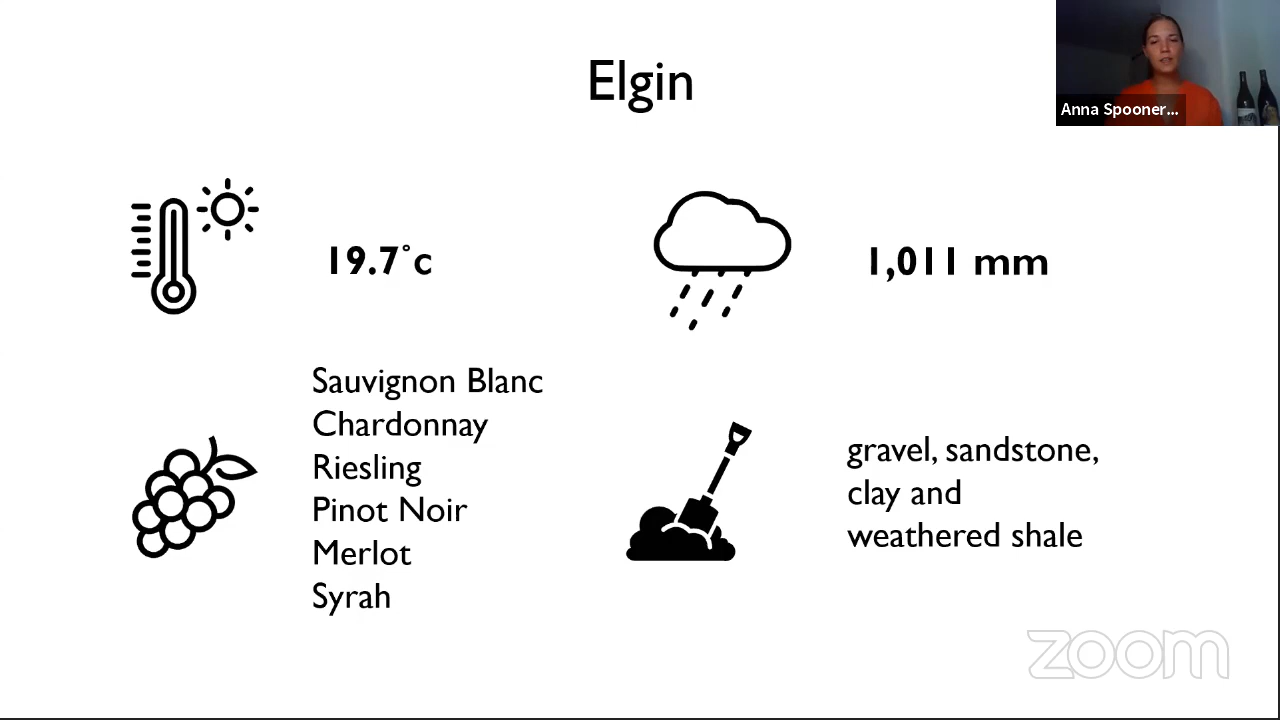 Elgin
Anna Spooner...
19.7°c
1,011 mm
Sauvignon Blanc
Chardonnay
Riesling
Pinot Noir
Merlot
Syrah
gravel, sandstone,
clay and
weathered shale
zoom